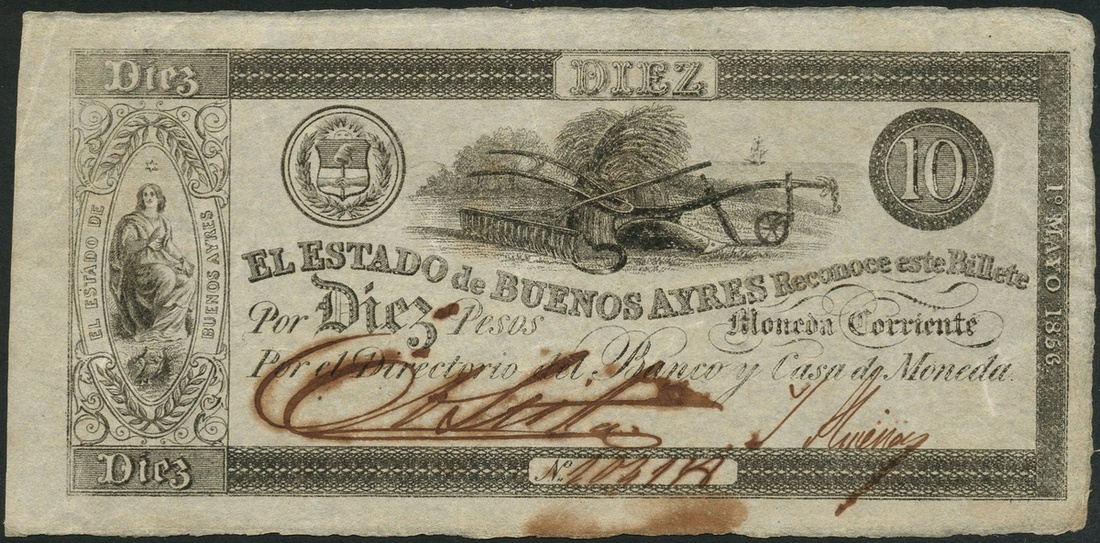 Diez
DIEZ
EL ESTADO DE
BUENOS AYRES
10
1º MAYO 1856
EL ESTADO de BUENOS AYRES Reconoce este Billete
Por Diez Pesos Moneda Corriente
Por el Directorio del Banco y Casa de Moneda.
Diez
Nº